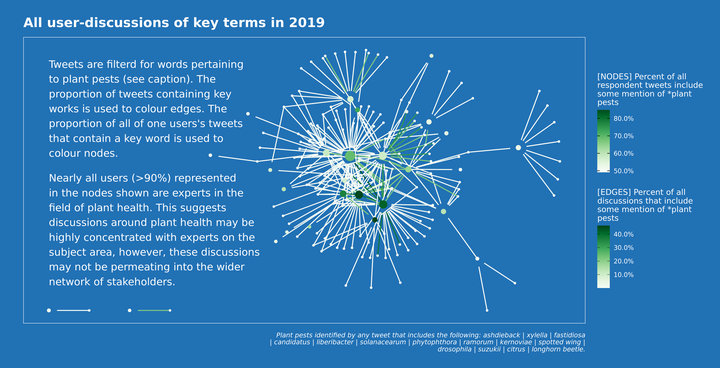 All user-discussions of key terms in 2019
Tweets are filterd for words pertaining
to plant pests (see caption). The
proportion of tweets containing key
works is used to colour edges. The
proportion of all of one users's tweets
that contain a key word is used to
colour nodes.
Nearly all users (>90%) represented
in the nodes shown are experts in the
field of plant health. This suggests
discussions around plant health may be
highly concentrated with experts on the
subject area, however, these discussions
may not be permeating into the wider
network of stakeholders.
[NODES] Percent of all
respondent tweets include
some mention of *plant
pests
80.0%
70.0%
60.0%
50.0%
[EDGES] Percent of all
discussions that include
some mention of *plant
pests
40.0%
30.0%
20.0%
10.0%
Plant pests identified by any tweet that includes the following: ashdieback | xylella | fastidiosa
| candidatus | liberibacter | solanacearum | phytophthora | ramorum | kernoviae | spotted wing |
drosophila | suzukii | citrus | longhorn beetle.